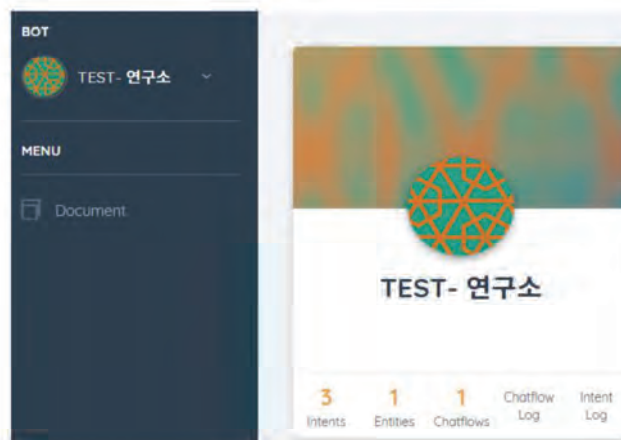 BOT
TEST- 연구소
MENU
Document
TEST- 연구소
3 Intents
1 Entities
1 Chatflows
Chatflow Log
Intent Log